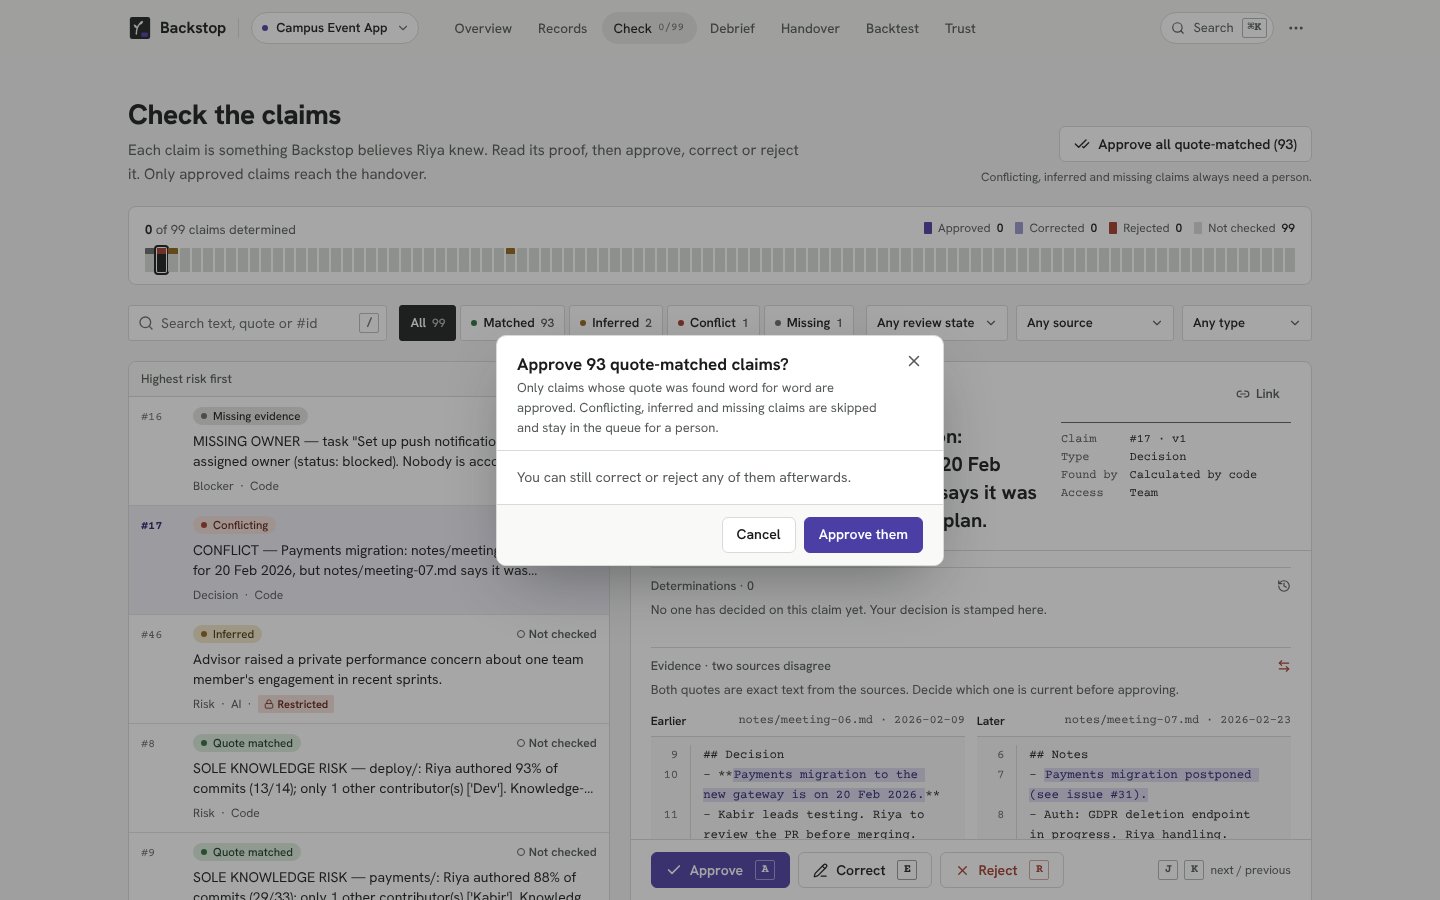 Backstop
Campus Event App
Overview
Records
Check 0/99
Debrief
Handover
Backtest
Trust
Search ⌘K
Check the claims
Each claim is something Backstop believes Riya knew. Read its proof, then approve, correct or reject
it. Only approved claims reach the handover.
Approve all quote-matched (93)
Conflicting, inferred and missing claims always need a person.
0 of 99 claims determined
Approved 0
Corrected 0
Rejected 0
Not checked 99
Search text, quote or #id /
All 99
Matched 93
Inferred 2
Conflict 1
Missing 1
Any review state
Any source
Any type
Highest risk first
#16
Missing evidence
MISSING OWNER — task "Set up push notificatio
assigned owner (status: blocked). Nobody is acco
Blocker · Code
#17
Conflicting
CONFLICT — Payments migration: notes/meeting
for 20 Feb 2026, but notes/meeting-07.md says it was...
Decision · Code
#46
Inferred
Not checked
Advisor raised a private performance concern about one team
member's engagement in recent sprints.
Risk · AI · Restricted
#8
Quote matched
Not checked
SOLE KNOWLEDGE RISK — deploy/: Riya authored 93% of
commits (13/14); only 1 other contributor(s) ['Dev']. Knowledge-...
Risk · Code
#9
Quote matched
Not checked
SOLE KNOWLEDGE RISK — payments/: Riya authored 88% of
commits (29/33); only 1 other contributor(s) ['Kabir']. Knowledg
Approve 93 quote-matched claims?
Only claims whose quote was found word for word are
approved. Conflicting, inferred and missing claims are skipped
and stay in the queue for a person.
You can still correct or reject any of them afterwards.
Cancel
Approve them
Link
on:
20 Feb
says it was
plan.
Claim #17 · v1
Type Decision
Found by Calculated by code
Access Team
Determinations · 0
No one has decided on this claim yet. Your decision is stamped here.
Evidence · two sources disagree
Both quotes are exact text from the sources. Decide which one is current before approving.
Earlier notes/meeting-06.md · 2026-02-09
9 ## Decision
10 - **Payments migration to the
new gateway is on 20 Feb 2026.**
11 - Kabir leads testing. Riya to
review the PR before merging.
Later notes/meeting-07.md · 2026-02-23
6 ## Notes
7 - Payments migration postponed
(see issue #31).
8 - Auth: GDPR deletion endpoint
in progress. Riya handling.
Approve A
Correct E
Reject R
J K next / previous